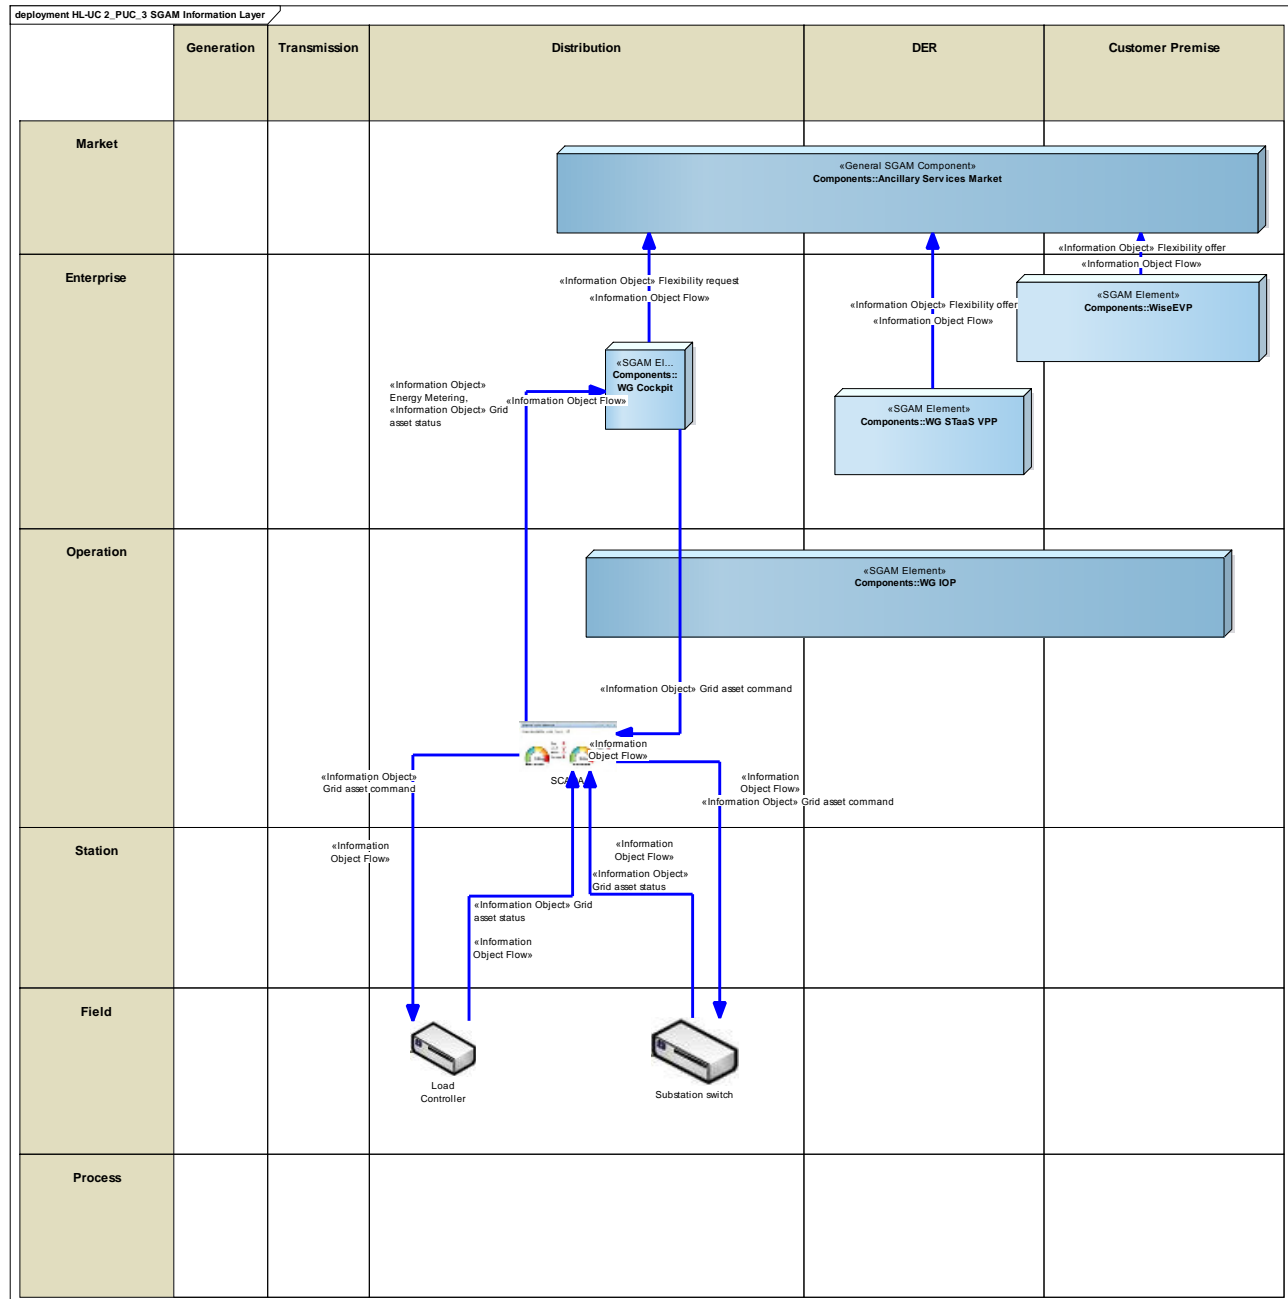 deployment HL-UC 2_PUC_3 SGAM Information Layer
Generation
Transmission
Distribution
DER
Customer Premise
Market
«General SGAM Component»
Components::Ancillary Services Market
Enterprise
«Information Object» Flexibility request
«Information Object Flow»
«Information Object» Flexibility offer
«Information Object Flow»
«Information Object» Flexibility offer
«Information Object Flow»
«SGAM Element»
Components::WiseEVP
«SGAM El...
Components::
WG Cockpit
«Information Object»
Energy Metering,
«Information Object» Grid
asset status
«Information Object Flow»
«SGAM Element»
Components::WG STaaS VPP
Operation
«SGAM Element»
Components::WG IOP
«Information Object» Grid asset command
«Information
Object Flow»
SCADA
«Information Object»
Grid asset command
«Information
Object Flow»
«Information Object» Grid asset command
Station
«Information
Object Flow»
«Information
Object Flow»
«Information Object»
Grid asset status
«Information Object» Grid
asset status
«Information
Object Flow»
Field
Load
Controller
Substation switch
Process